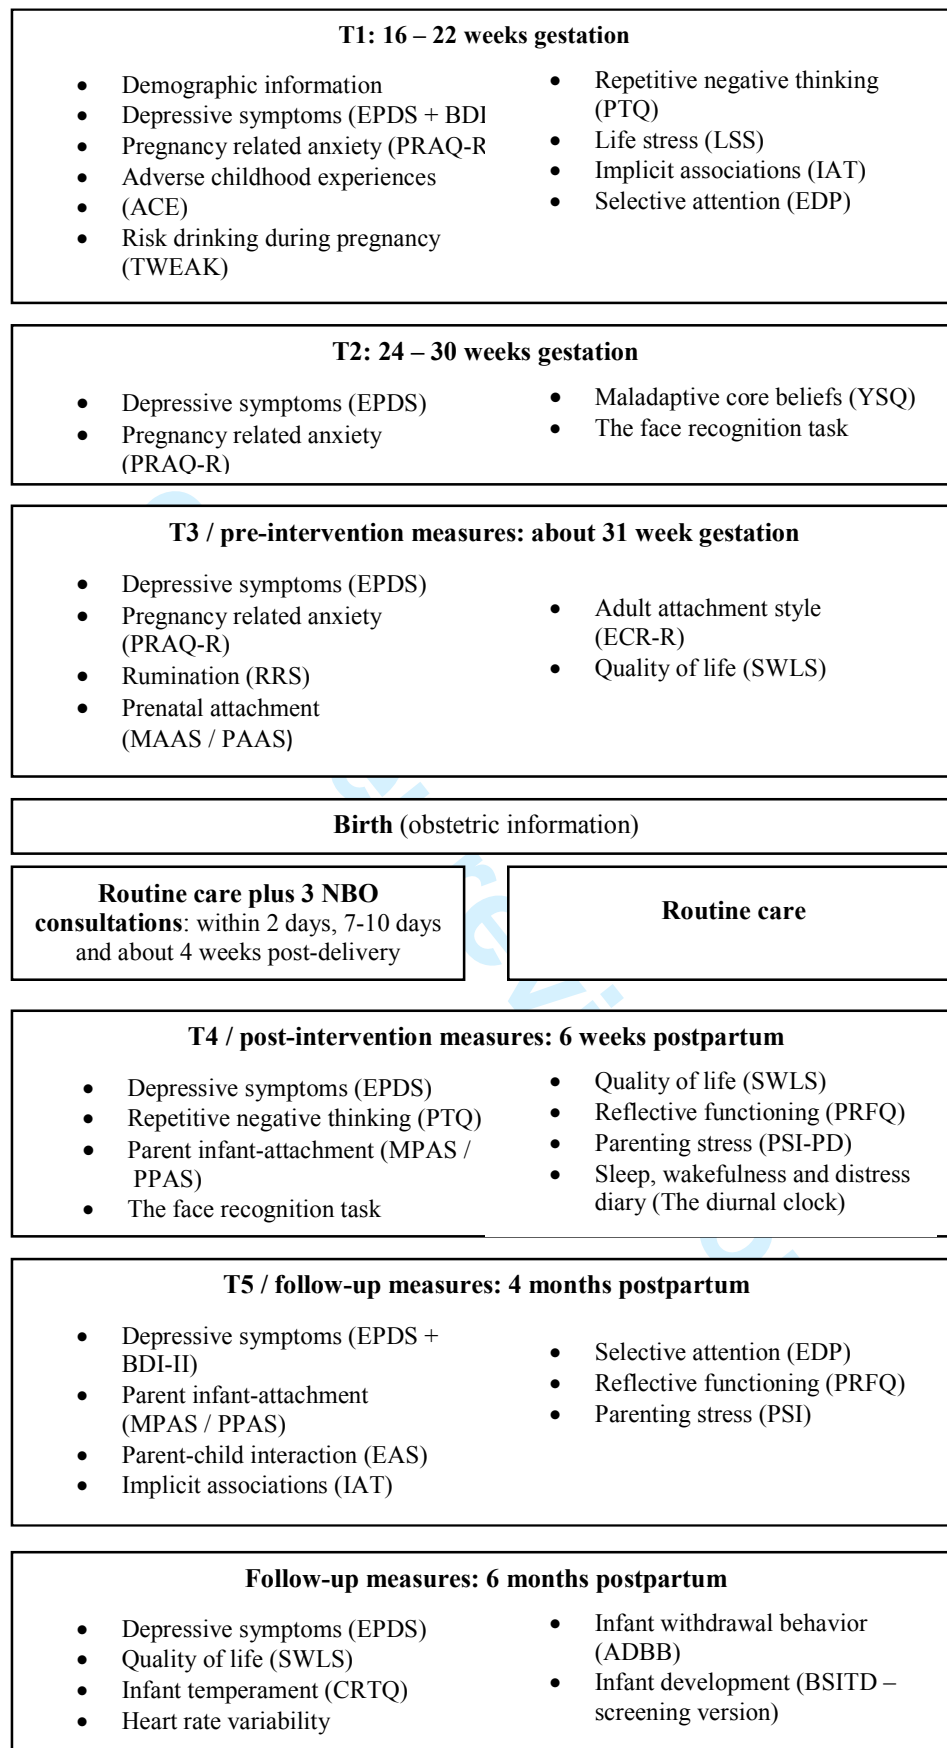 T1: 16 – 22 weeks gestation
• Demographic information
• Depressive symptoms (EPDS + BDI
• Pregnancy related anxiety (PRAQ-R
• Adverse childhood experiences
• (ACE)
• Risk drinking during pregnancy
(TWEAK)
• Repetitive negative thinking
(PTQ)
• Life stress (LSS)
• Implicit associations (IAT)
• Selective attention (EDP)
T2: 24 – 30 weeks gestation
• Depressive symptoms (EPDS)
• Pregnancy related anxiety
(PRAQ-R)
• Maladaptive core beliefs (YSQ)
• The face recognition task
T3 / pre-intervention measures: about 31 week gestation
• Depressive symptoms (EPDS)
• Pregnancy related anxiety
(PRAQ-R)
• Rumination (RRS)
• Prenatal attachment
(MAAS / PAAS)
• Adult attachment style
(ECR-R)
• Quality of life (SWLS)
Birth (obstetric information)
Routine care plus 3 NBO
consultations: within 2 days, 7-10 days
and about 4 weeks post-delivery
Routine care
T4 / post-intervention measures: 6 weeks postpartum
• Depressive symptoms (EPDS)
• Repetitive negative thinking (PTQ)
• Parent infant-attachment (MPAS /
PPAS)
• The face recognition task
• Quality of life (SWLS)
• Reflective functioning (PRFQ)
• Parenting stress (PSI-PD)
• Sleep, wakefulness and distress
diary (The diurnal clock)
T5 / follow-up measures: 4 months postpartum
• Depressive symptoms (EPDS +
BDI-II)
• Parent infant-attachment
(MPAS / PPAS)
• Parent-child interaction (EAS)
• Implicit associations (IAT)
• Selective attention (EDP)
• Reflective functioning (PRFQ)
• Parenting stress (PSI)
Follow-up measures: 6 months postpartum
• Depressive symptoms (EPDS)
• Quality of life (SWLS)
• Infant temperament (CRTQ)
• Heart rate variability
• Infant withdrawal behavior
(ADBB)
• Infant development (BSITD –
screening version)